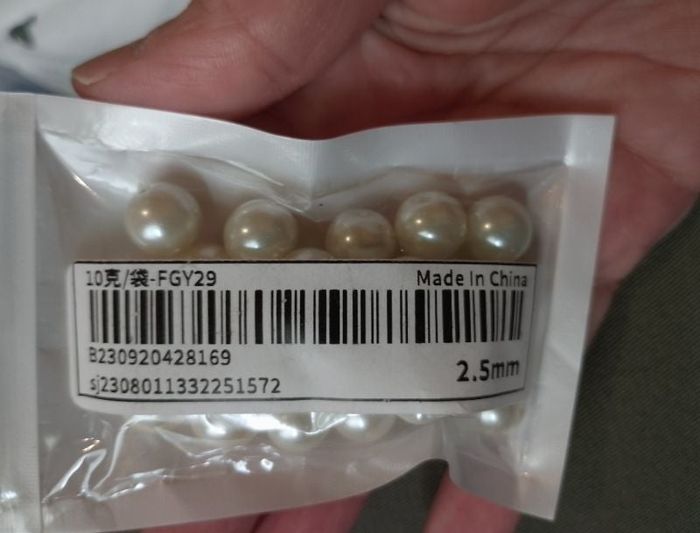 10克/袋-FGY29
Made In China
B230920428169
sj2308011332251572
2.5mm